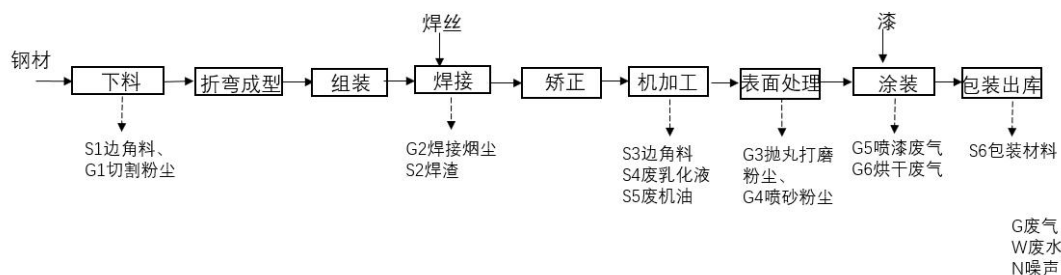 焊丝
漆
钢材
下料
折弯成型
组装
焊接
矫正
机加工
表面处理
涂装
包装出库
S1边角料、
G1切割粉尘
G2焊接烟尘
S2焊渣
S3边角料
S4废乳化液
S5废机油
G3抛丸打磨
粉尘、
G4喷砂粉尘
G5喷漆废气
G6烘干废气
S6包装材料
G废气
W废水
N噪声